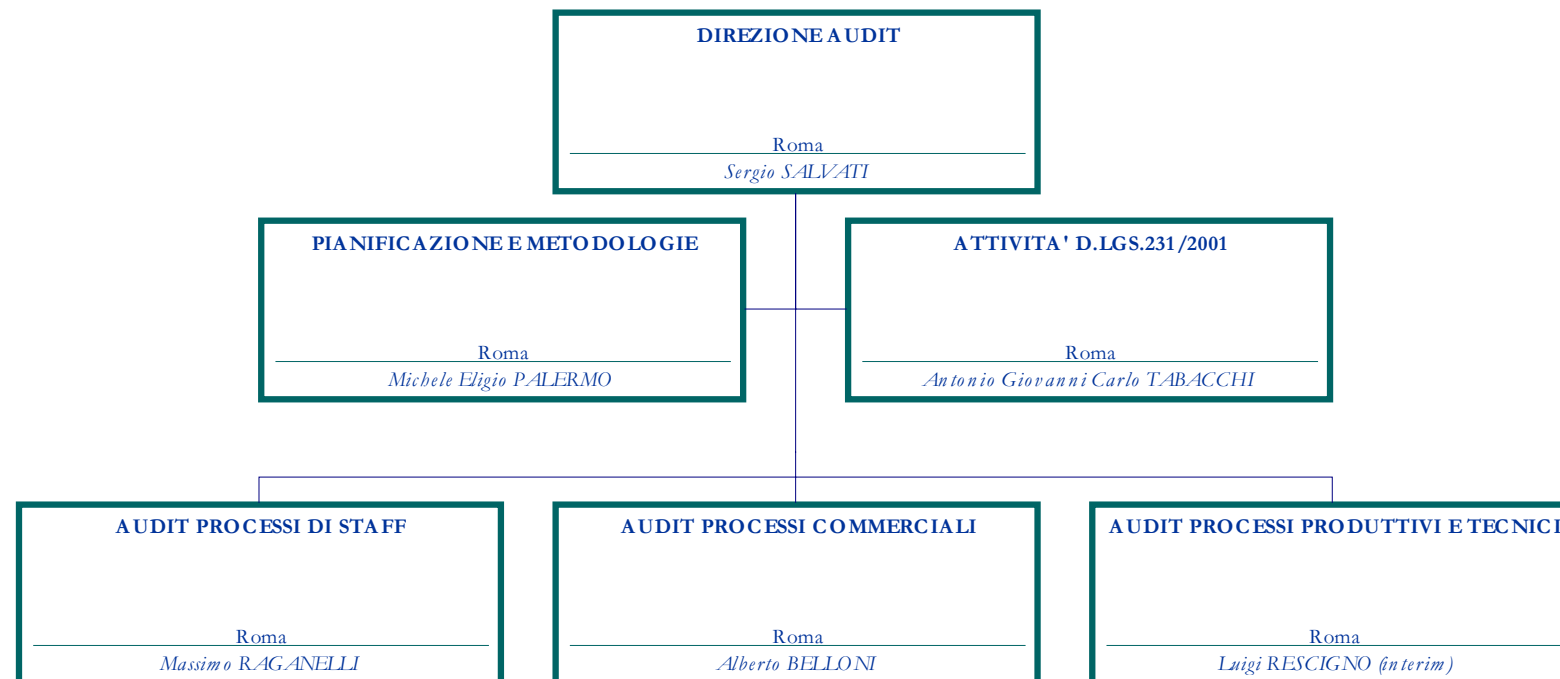 DIREZIONE AUDIT
Roma
Sergio SALVATI
PIANIFICAZIONE E METODOLOGIE
Roma
Michele Eligio PALERMO
ATTIVITA' D.LGS.231/2001
Roma
Antonio Giovanni Carlo TABACCHI
AUDIT PROCESSI DI STAFF
Roma
Massimo RAGANELLI
AUDIT PROCESSI COMMERCIALI
Roma
Alberto BELLONI
AUDIT PROCESSI PRODUTTIVI E TECNICI
Roma
Luigi RESCIGNO (interim)